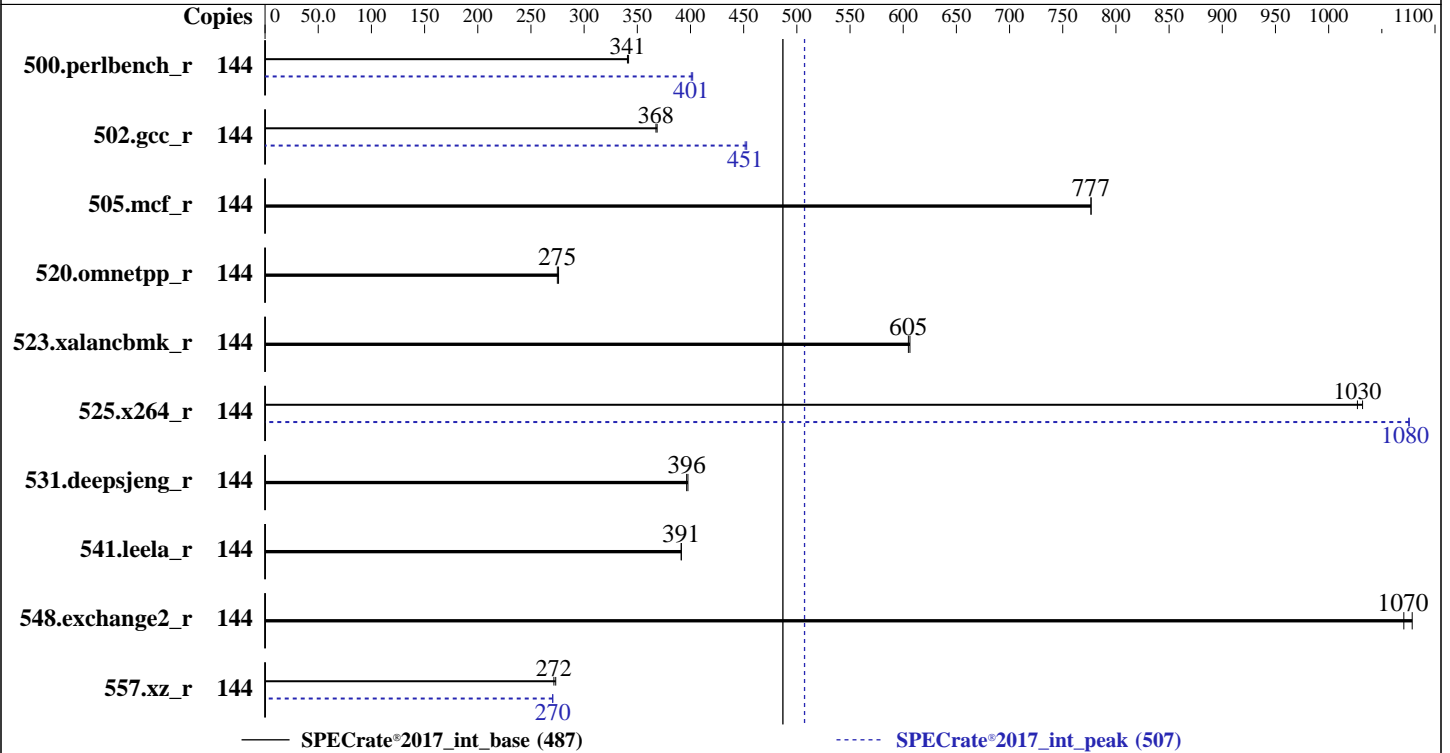 Copies 0 50.0 100 150 200 250 300 350 400 450 500 550 600 650 700 750 800 850 900 950 1000 1100
341
500.perlbench_r 144
401
368
502.gcc_r 144
451
777
505.mcf_r 144
275
520.omnetpp_r 144
605
523.xalancbmk_r 144
1030
525.x264_r 144
1080
396
531.deepsjeng_r 144
391
541.leela_r 144
1070
548.exchange2_r 144
272
557.xz_r 144
270
SPECrate®2017_int_base (487) SPECrate®2017_int_peak (507)